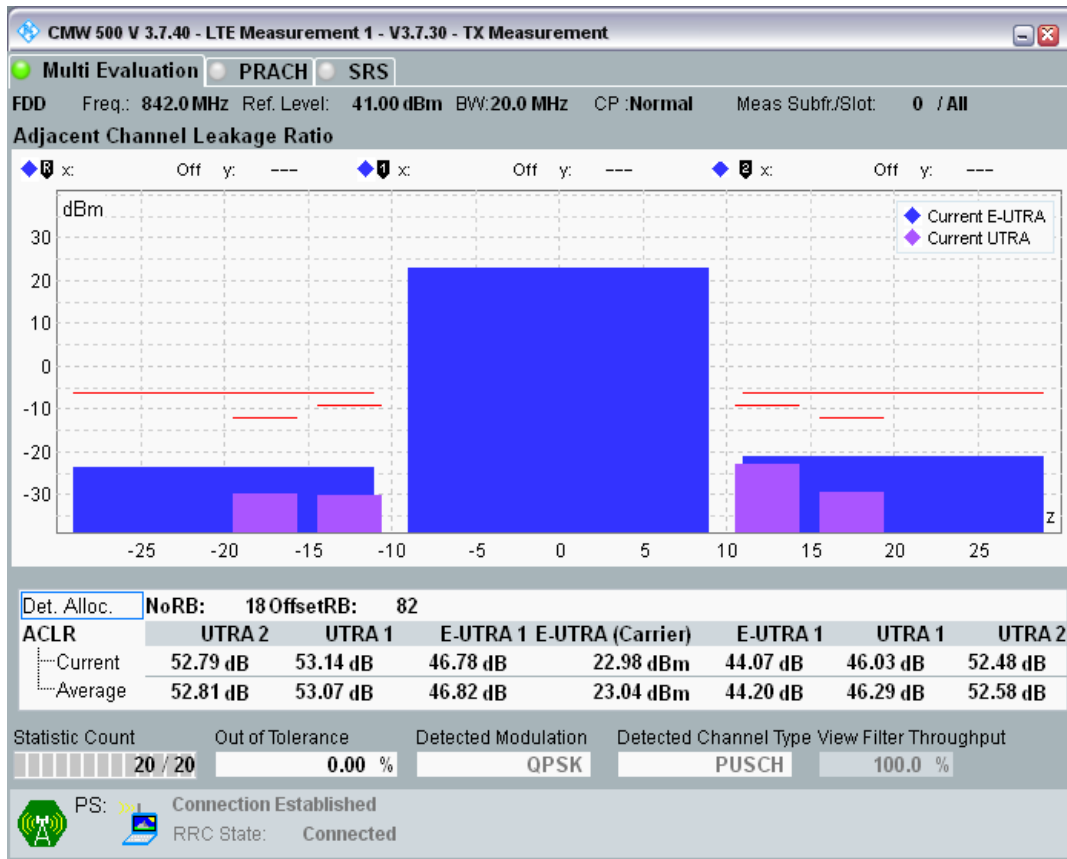 CMW 500 V 3.7.40 - LTE Measurement 1 - V3.7.30 - TX Measurement
Multi Evaluation PRACH SRS
FDD Freq.: 842.0 MHz Ref. Level: 41.00 dBm BW: 20.0 MHz CP : Normal Meas Subfr./Slot: 0 / All
Adjacent Channel Leakage Ratio
R x: Off y: --- 1 x: Off y: --- 2 x: Off y: ---
dBm
Current E-UTRA
Current UTRA
30
20
10
0
-10
-20
-30
z
-25 -20 -15 -10 -5 0 5 10 15 20 25
Det. Alloc. NoRB: 18 OffsetRB: 82
ACLR UTRA 2 UTRA 1 E-UTRA 1 E-UTRA (Carrier) E-UTRA 1 UTRA 1 UTRA 2
Current 52.79 dB 53.14 dB 46.78 dB 22.98 dBm 44.07 dB 46.03 dB 52.48 dB
Average 52.81 dB 53.07 dB 46.82 dB 23.04 dBm 44.20 dB 46.29 dB 52.58 dB
Statistic Count Out of Tolerance Detected Modulation Detected Channel Type View Filter Throughput
20 / 20 0.00 % QPSK PUSCH 100.0 %
PS: Connection Established
RRC State: Connected